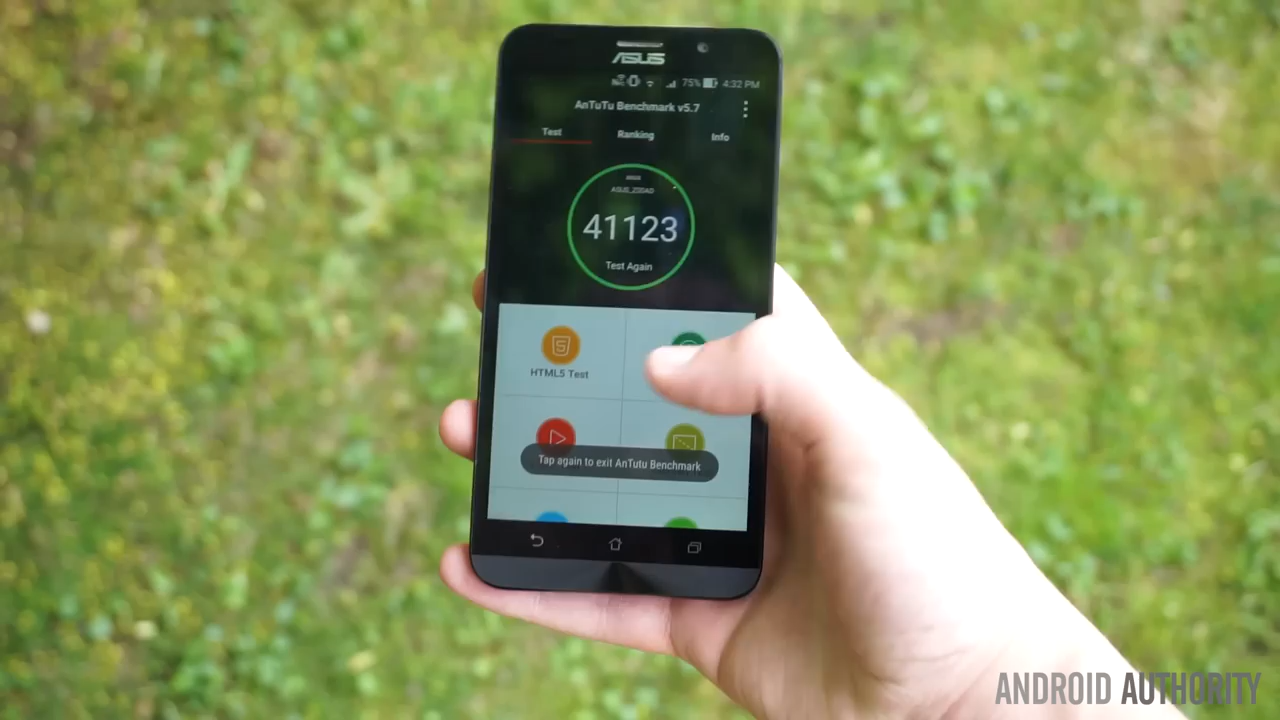 ASUS
75% 4:32 PM
AnTuTu Benchmark v5.7
Test Ranking Info
ASUS_Z00AD
41123
Test Again
HTML5 Test
Tap again to exit AnTutu Benchmark
ANDROID AUTHORITY